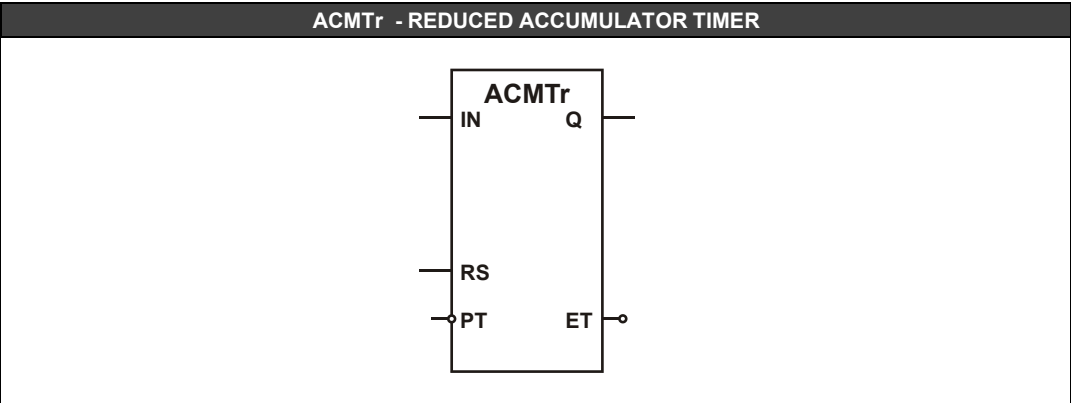 ACMTr - REDUCED ACCUMULATOR TIMER
ACMTr
IN Q
RS
PT ET